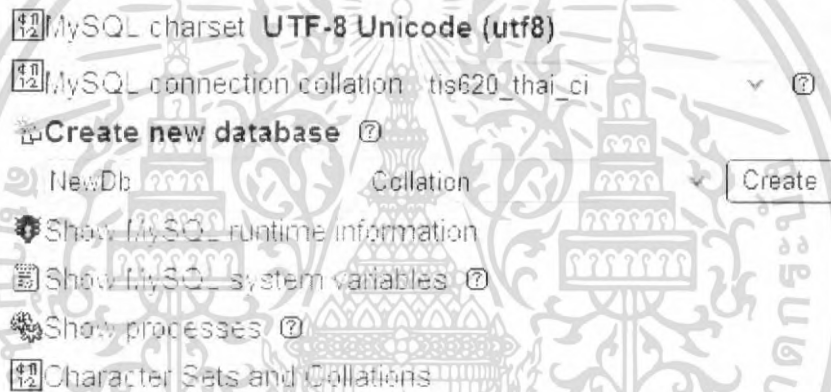 MySQL charset UTF-8 Unicode (utf8)
MySQL connection collation tis620_thai_ci
Create new database
NewDb Collation Create
Show MySQL runtime information
Show MySQL system variables
Show processes
Character Sets and Collations